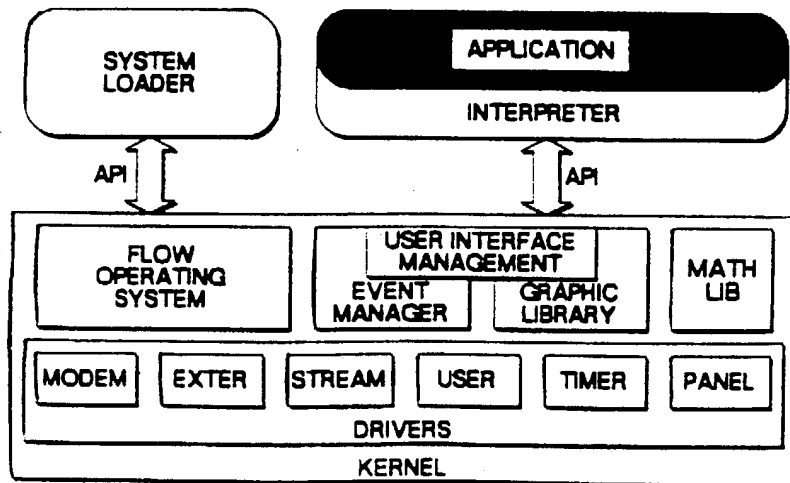 SYSTEM
LOADER
APPLICATION
INTERPRETER
API
API
FLOW
OPERATING
SYSTEM
USER INTERFACE
MANAGEMENT
EVENT
MANAGER
GRAPHIC
LIBRARY
MATH
LIB
MODEM
EXTER
STREAM
USER
TIMER
PANEL
DRIVERS
KERNEL